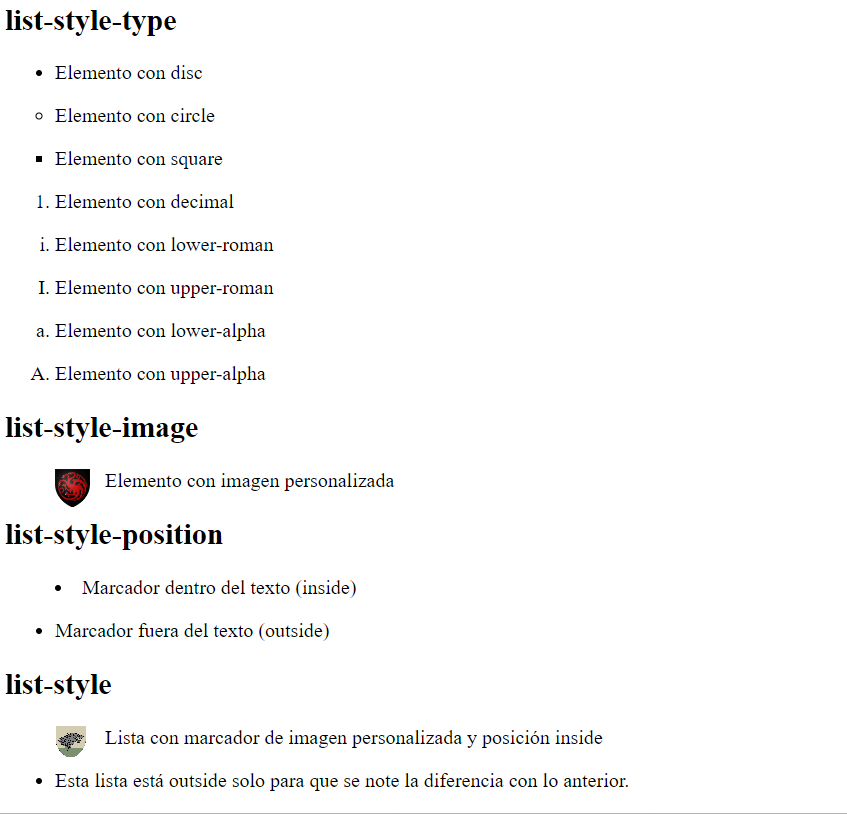 list-style-type
• Elemento con disc
◦ Elemento con circle
▪ Elemento con square
1. Elemento con decimal
i. Elemento con lower-roman
I. Elemento con upper-roman
a. Elemento con lower-alpha
A. Elemento con upper-alpha
list-style-image
Elemento con imagen personalizada
list-style-position
• Marcador dentro del texto (inside)
• Marcador fuera del texto (outside)
list-style
Lista con marcador de imagen personalizada y posición inside
• Esta lista está outside solo para que se note la diferencia con lo anterior.